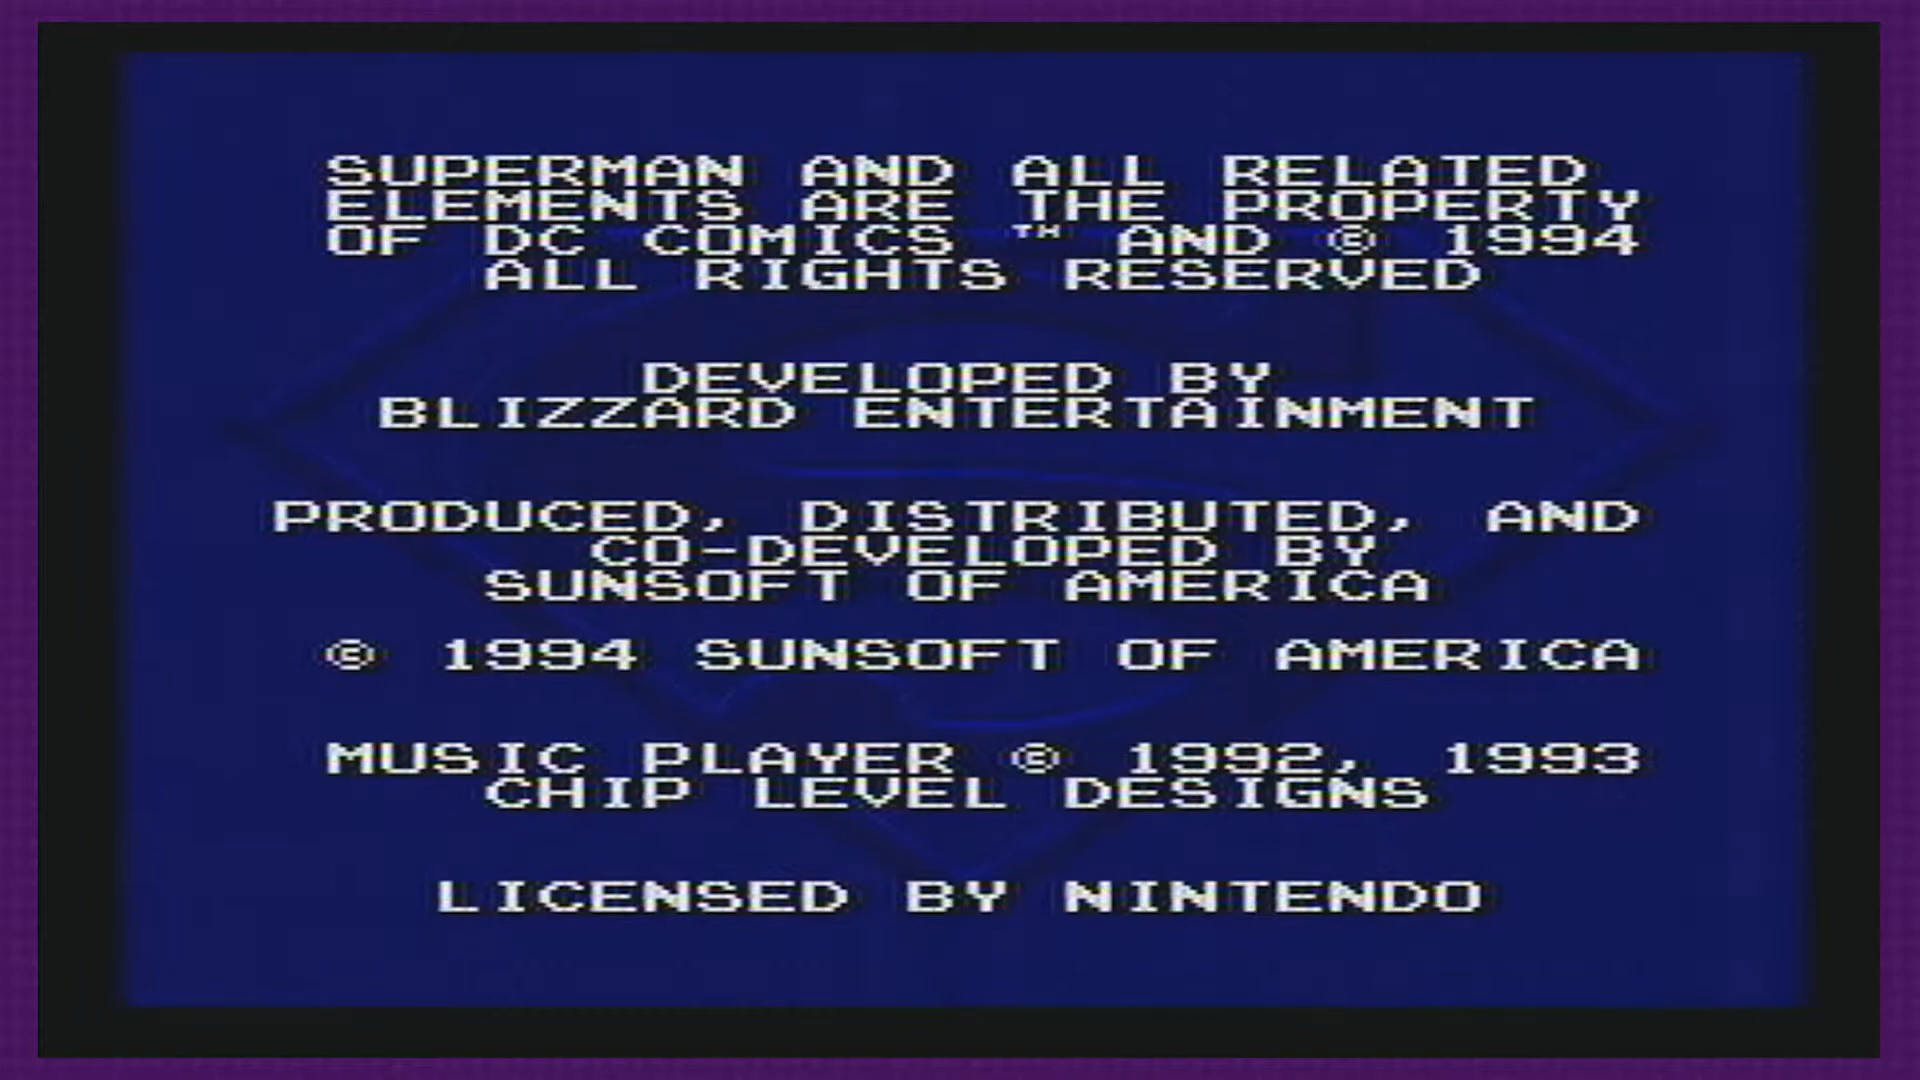 SUPERMAN AND ALL RELATED
ELEMENTS ARE THE PROPERTY
OF DC COMICS ™ AND © 1994
ALL RIGHTS RESERVED
DEVELOPED BY
BLIZZARD ENTERTAINMENT
PRODUCED, DISTRIBUTED, AND
CO-DEVELOPED BY
SUNSOFT OF AMERICA
© 1994 SUNSOFT OF AMERICA
MUSIC PLAYER © 1992, 1993
CHIP LEVEL DESIGNS
LICENSED BY NINTENDO